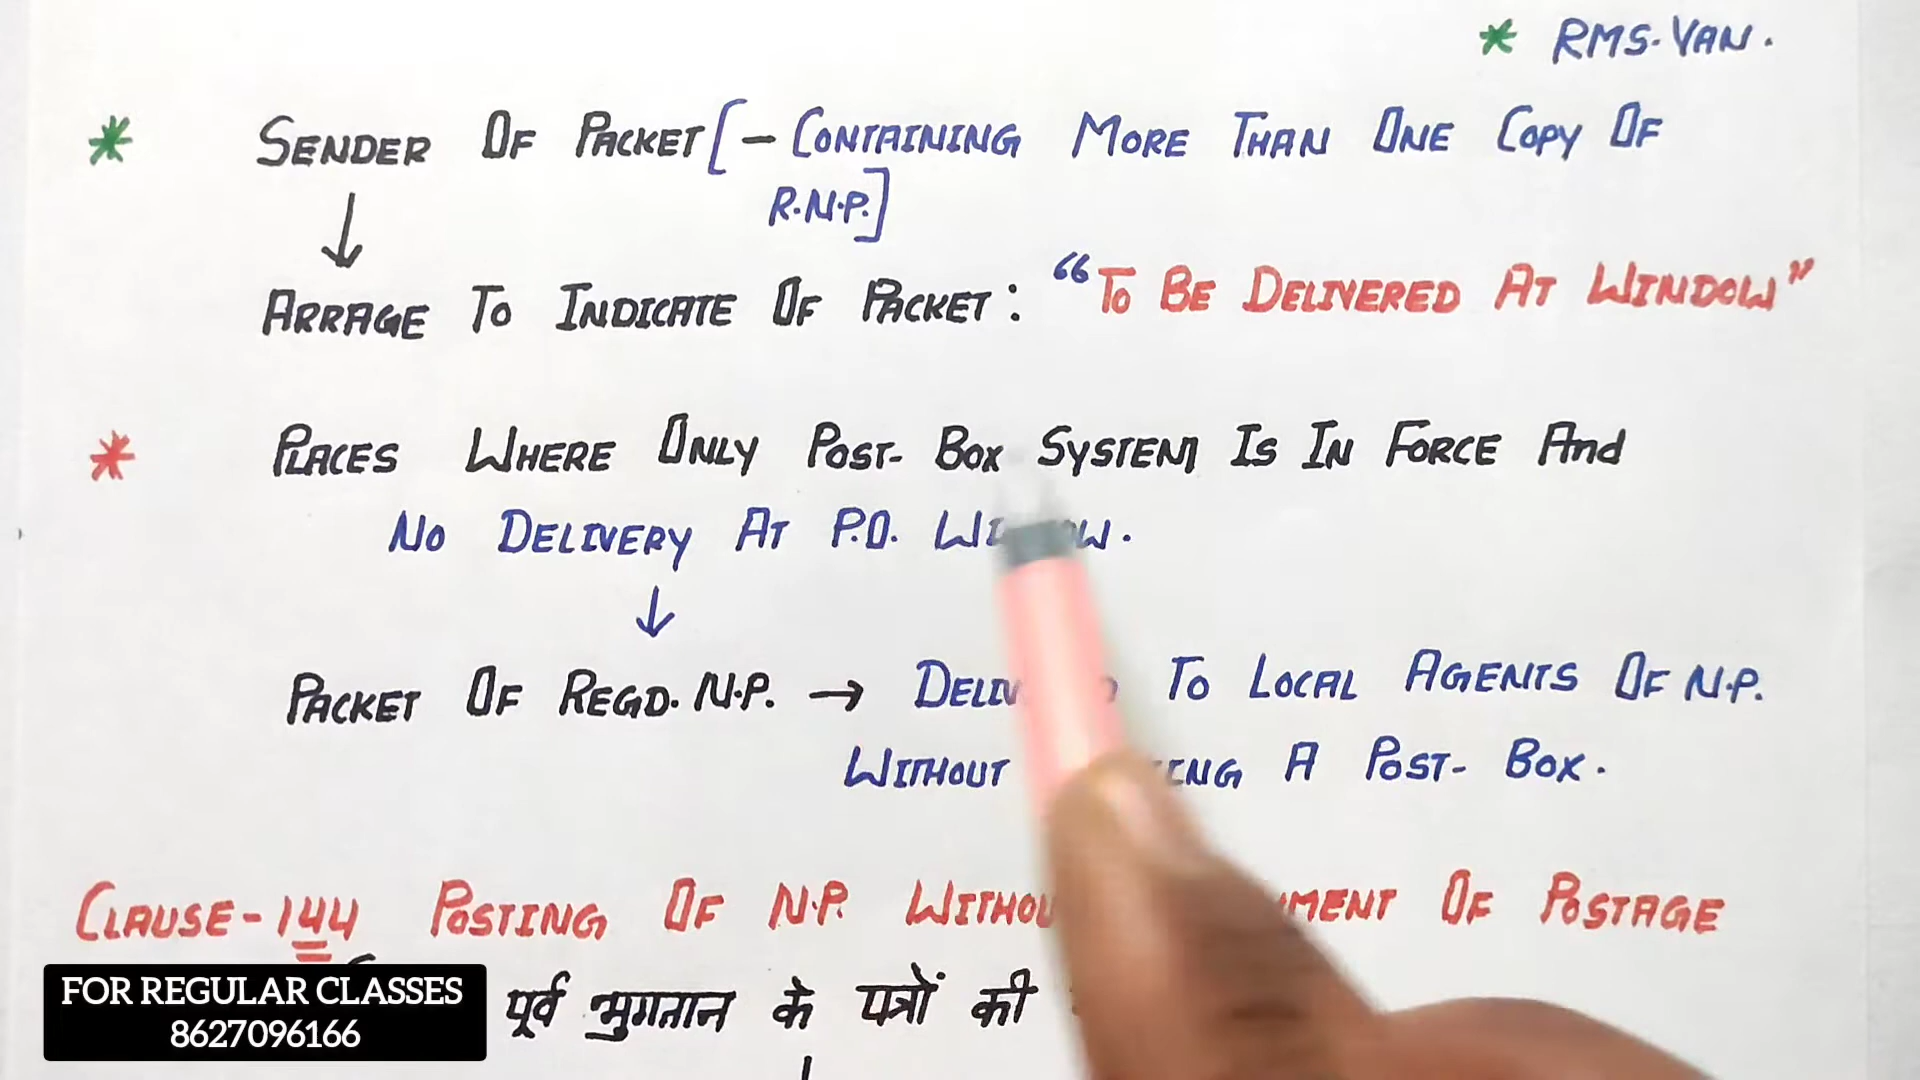 * RMS-VAN.
* SENDER OF PACKET [- CONTAINING MORE THAN ONE COPY OF
R.N.P.]
↓
ARRAGE TO INDICATE OF PACKET: "TO BE DELIVERED AT WINDOW"
* PLACES WHERE ONLY POST- BOX SYSTEM IS IN FORCE And
NO DELIVERY AT P.O. WINDOW.
↓
PACKET OF REGD. N.P. → TO LOCAL AGENTS OF N.P.
WITHOUT A POST- BOX.
CLAUSE-144 POSTING OF N.P. WITHOUT OF POSTAGE
पूर्व भुगतान के पत्रों की
FOR REGULAR CLASSES
8627096166